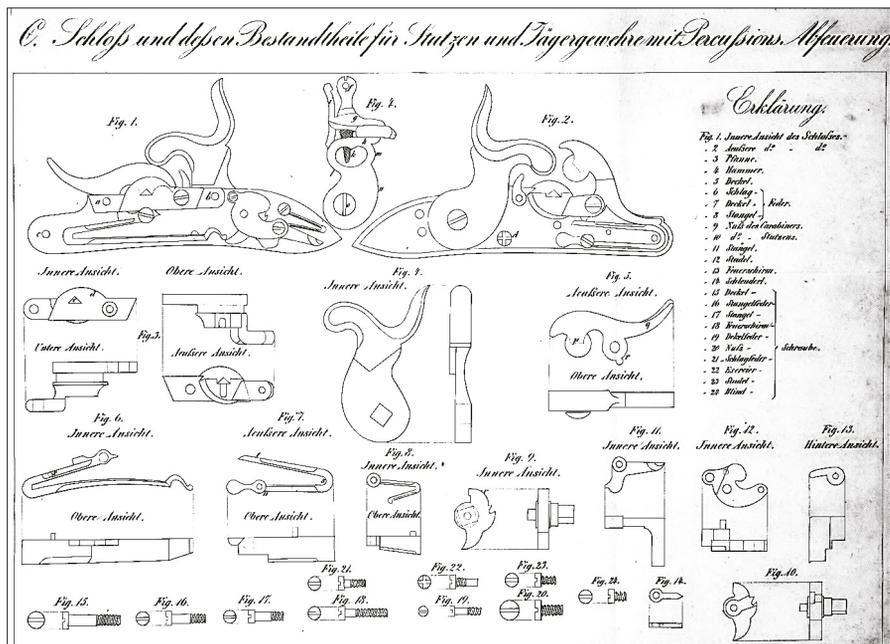 C. Schloß und deßen Bestandtheile für Stutzen und Jägergewehre mit Percußions Abfeuerung.
Fig. 1.
Fig. 4.
Fig. 2.
Erklärung.
Fig. 1. Innere Ansicht des Schloßes.
" 2 Aeußere do " do
" 3 Pfanne.
" 4 Hammer.
" 5 Deckel.
" 6 Schlag-
" 7 Deckel-
" 8 Stangel-
Feder.
" 9 Nuß des Carabiners.
" 10 do - Stutzens.
" 11 Stangel.
" 12 Studel.
" 13 Feuerschirm.
" 14
" 15 Deckel-
" 16 Stangelfeder-
" 17 Stangel-
" 18 Feuerschirm-
" 19 Dekelfeder-
" 20 Nuß-
" 21 Schlagfeder-
" 22
" 23 Studel-
" 24 Blind-
Schraube.
Innere Ansicht.
Obere Ansicht.
Fig. 4.
Innere Ansicht.
Fig. 5.
Aeußere Ansicht.
Untere Ansicht.
Fig. 3.
Aeußere Ansicht.
Obere Ansicht.
Fig. 6.
Innere Ansicht.
Fig. 7.
Aeußere Ansicht.
Fig. 8
Innere Ansicht.
Fig. 9.
Innere Ansicht.
Fig. 11.
Innere Ansicht.
Fig. 12.
Innere Ansicht.
Fig. 13.
Hintere Ansicht.
Obere Ansicht.
Obere Ansicht.
Obere Ansicht.
Fig. 21.
Fig. 22.
Fig. 23.
Fig. 24.
Fig. 14.
Fig. 10.
Fig. 15.
Fig. 16.
Fig. 17.
Fig. 18.
Fig. 19.
Fig. 20.